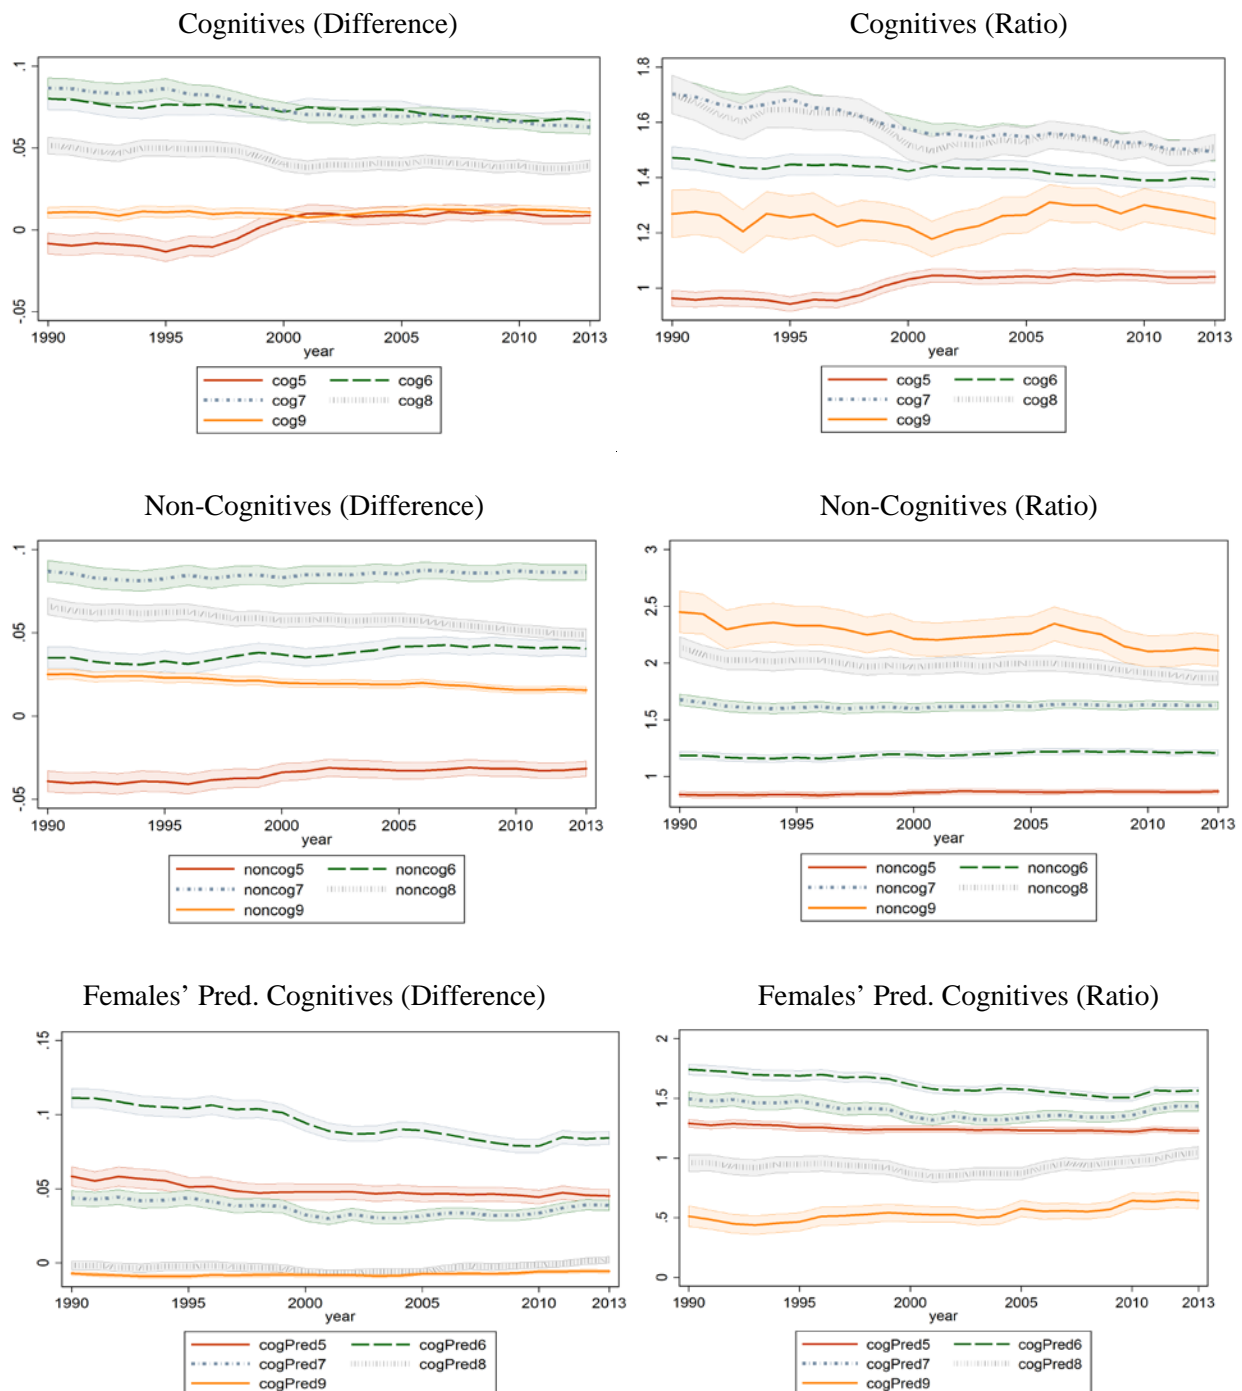 Cognitives (Difference)
Cognitives (Ratio)
.1
.05
0
-.05
1990 1995 2000 2005 2010 2013
year
cog5 cog6
cog7 cog8
cog9
1.8
1.6
1.4
1.2
1
1990 1995 2000 2005 2010 2013
year
cog5 cog6
cog7 cog8
cog9
Non-Cognitives (Difference)
Non-Cognitives (Ratio)
.1
.05
0
-.05
1990 1995 2000 2005 2010 2013
year
noncog5 noncog6
noncog7 noncog8
noncog9
3
2.5
2
1.5
1
1990 1995 2000 2005 2010 2013
year
noncog5 noncog6
noncog7 noncog8
noncog9
Females’ Pred. Cognitives (Difference)
Females’ Pred. Cognitives (Ratio)
.15
.1
.05
0
1990 1995 2000 2005 2010 2013
year
cogPred5 cogPred6
cogPred7 cogPred8
cogPred9
2
1.5
1
.5
0
1990 1995 2000 2005 2010 2013
year
cogPred5 cogPred6
cogPred7 cogPred8
cogPred9